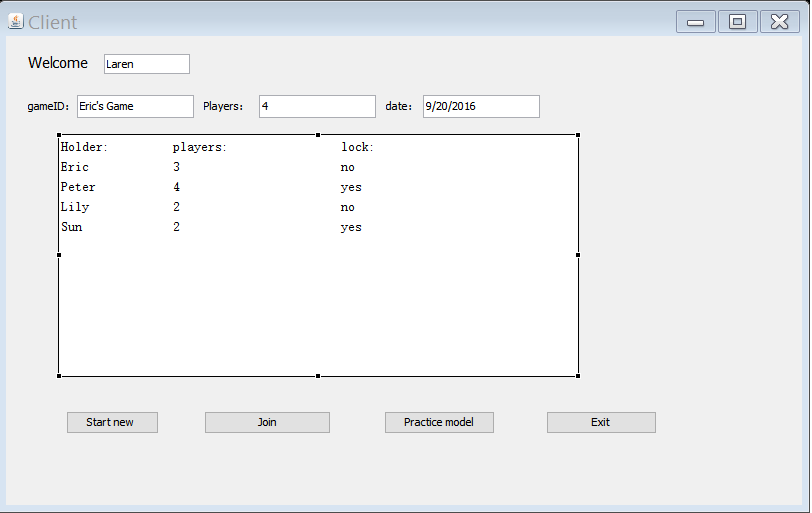 Client
Welcome Laren
gameID: Eric's Game Players: 4 date: 9/20/2016
Holder: players: lock:
Eric 3 no
Peter 4 yes
Lily 2 no
Sun 2 yes
Start new Join Practice model Exit